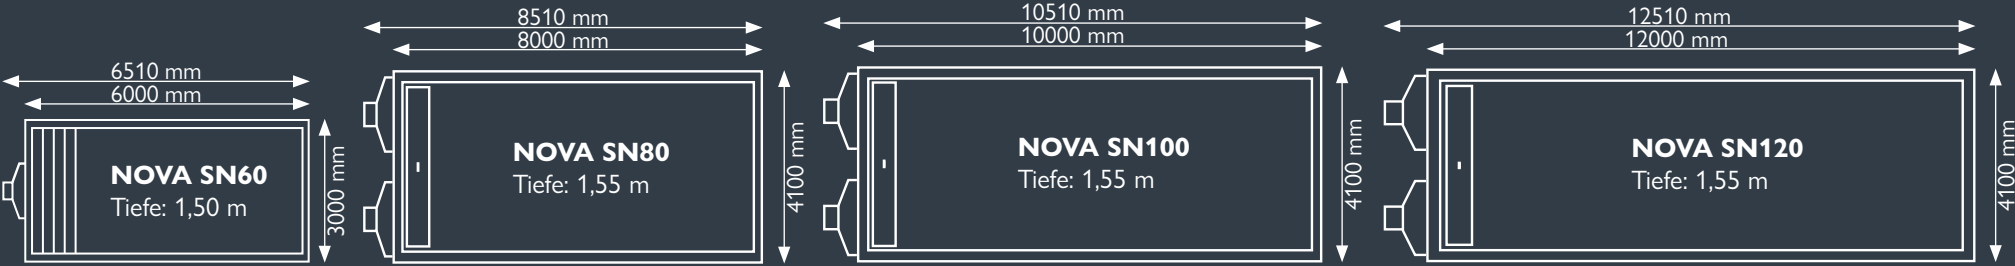 6510 mm
6000 mm
NOVA SN60
Tiefe: 1,50 m
3000 mm
8510 mm
8000 mm
NOVA SN80
Tiefe: 1,55 m
4100 mm
10510 mm
10000 mm
NOVA SN100
Tiefe: 1,55 m
4100 mm
12510 mm
12000 mm
NOVA SN120
Tiefe: 1,55 m
4100 mm